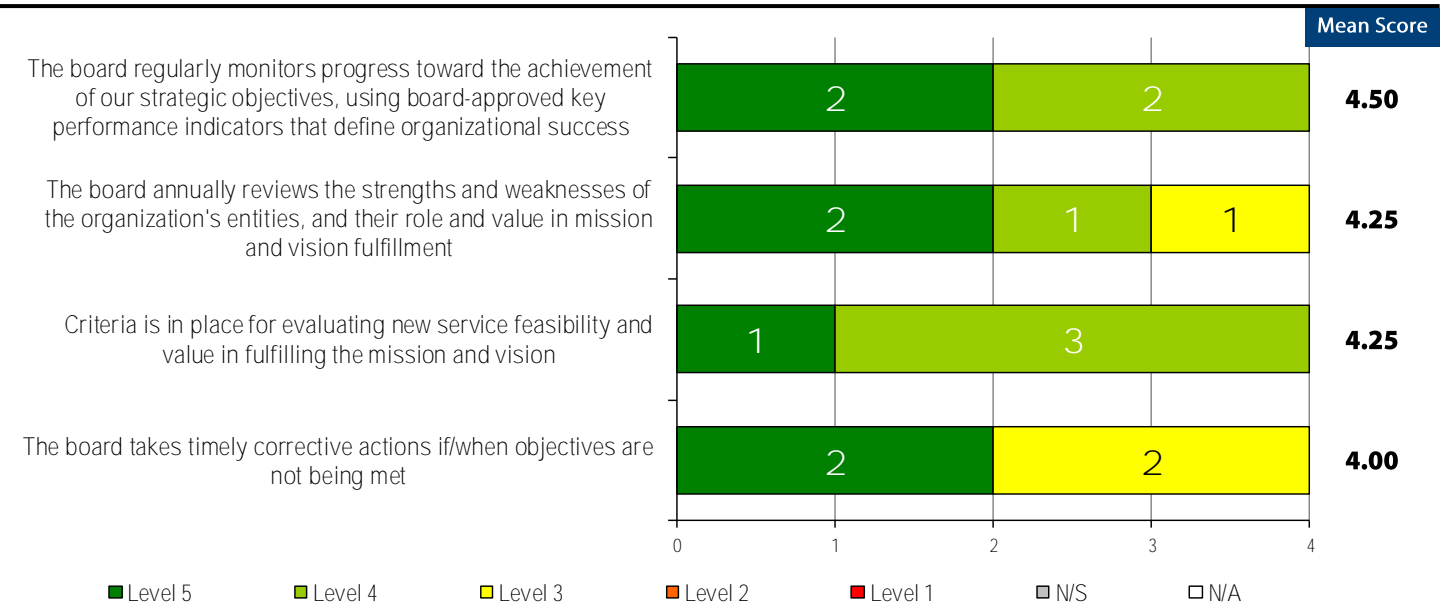 Mean Score
The board regularly monitors progress toward the achievement
of our strategic objectives, using board-approved key
performance indicators that define organizational success
2 2
4.50
The board annually reviews the strengths and weaknesses of
the organization's entities, and their role and value in mission
and vision fulfillment
2 1 1
4.25
Criteria is in place for evaluating new service feasibility and
value in fulfilling the mission and vision
1 3
4.25
The board takes timely corrective actions if/when objectives are
not being met
2 2
4.00
0 1 2 3 4
Level 5 Level 4 Level 3 Level 2 Level 1 N/S N/A